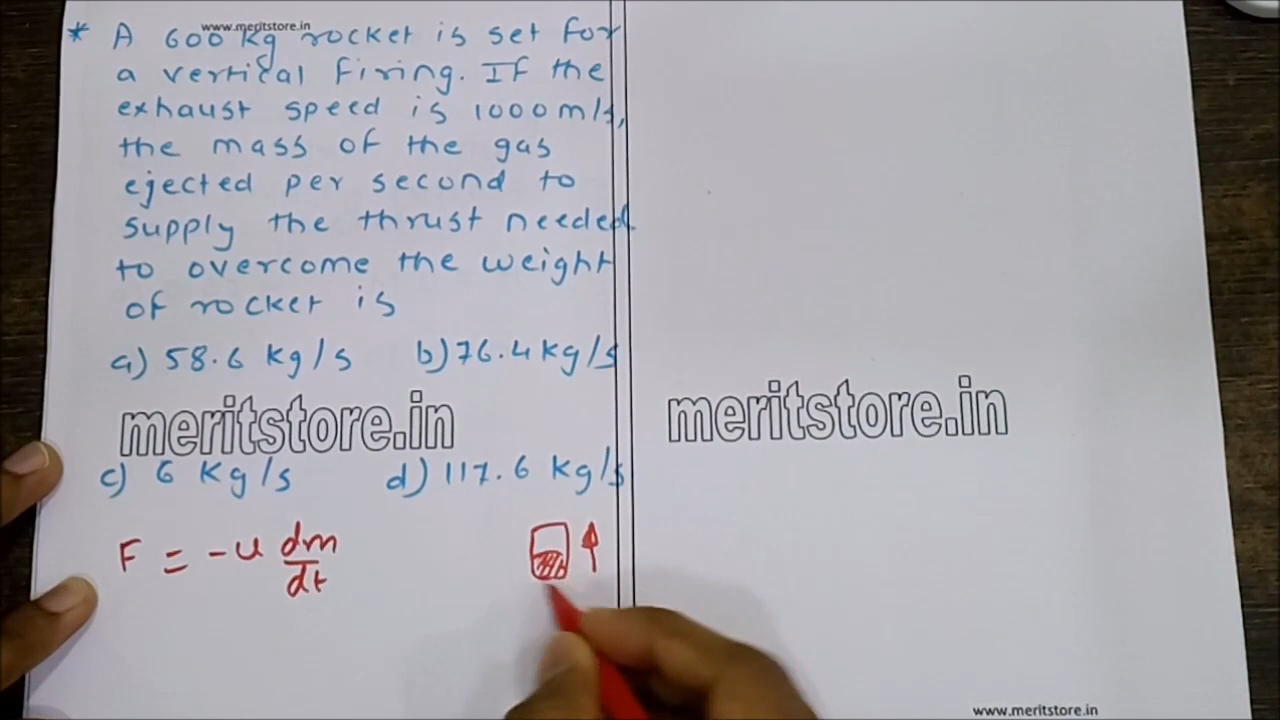 www.meritstore.in
* A 600 kg rocket is set for
a vertical firing. If the
exhaust speed is 1000 m/s,
the mass of the gas
ejected per second to
supply the thrust needed
to overcome the weight
of rocket is
a) 58.6 kg/s b) 76.4 kg/s
meritstore.in meritstore.in
c) 6 kg/s d) 117.6 kg/s
F = -u dm/dt
www.meritstore.in